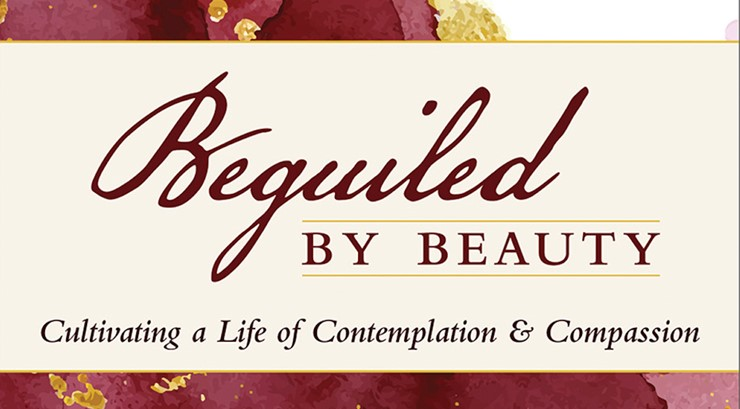 Beguiled
BY BEAUTY
Cultivating a Life of Contemplation & Compassion